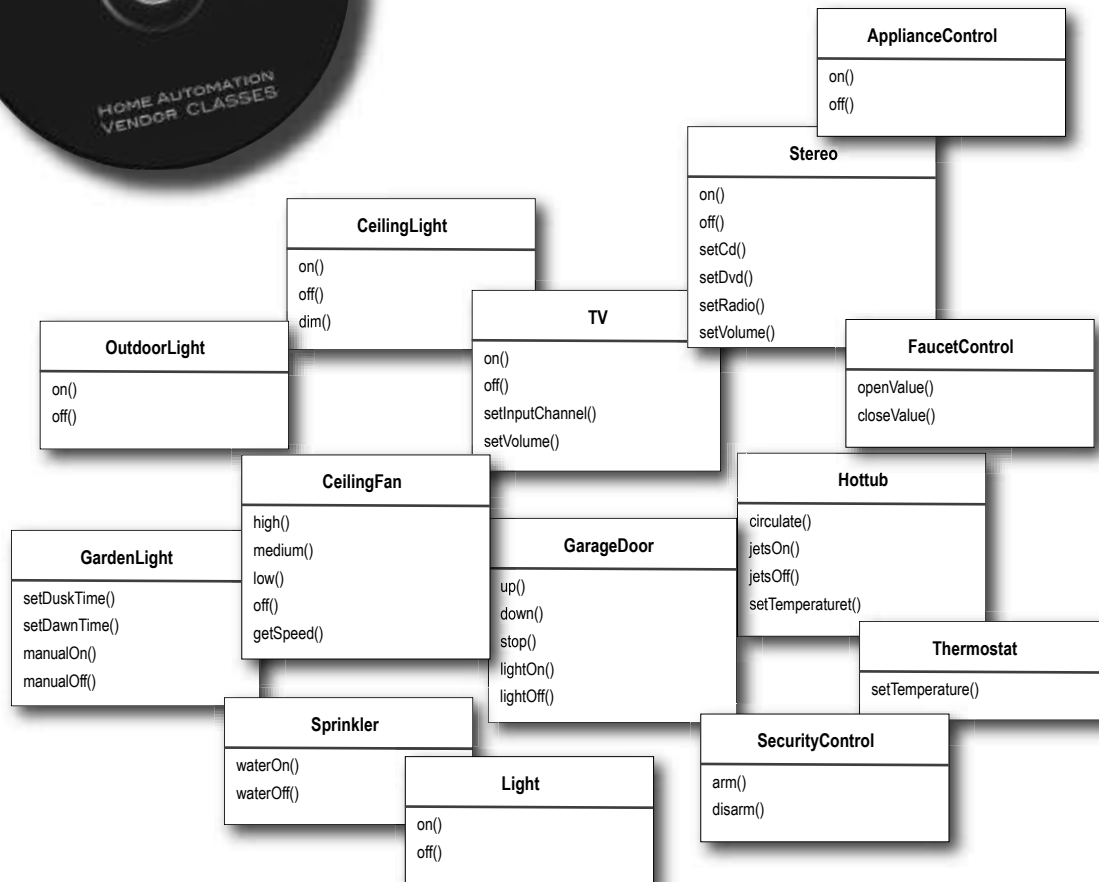 HOME AUTOMATION
VENDOR CLASSES
ApplianceControl
on()
off()
Stereo
on()
off()
setCd()
setDvd()
setRadio()
setVolume()
CeilingLight
on()
off()
dim()
TV
on()
off()
setInputChannel()
setVolume()
OutdoorLight
on()
off()
FaucetControl
openValue()
closeValue()
CeilingFan
high()
medium()
low()
off()
getSpeed()
Hottub
circulate()
jetsOn()
jetsOff()
setTemperaturet()
GardenLight
setDuskTime()
setDawnTime()
manualOn()
manualOff()
GarageDoor
up()
down()
stop()
lightOn()
lightOff()
Thermostat
setTemperature()
Sprinkler
waterOn()
waterOff()
SecurityControl
arm()
disarm()
Light
on()
off()